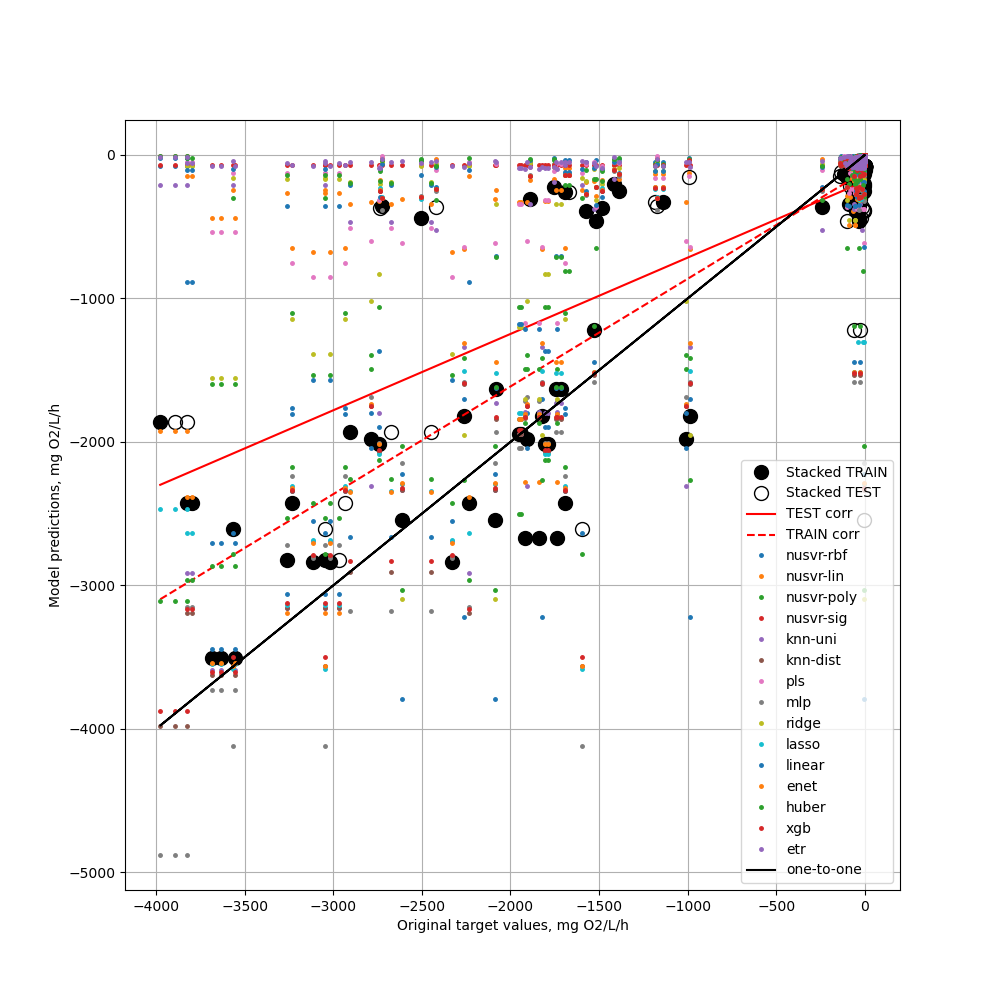 0
−1000
−2000
−3000
−4000
−5000
Model predictions, mg O2/L/h
−4000 −3500 −3000 −2500 −2000 −1500 −1000 −500 0
Original target values, mg O2/L/h
Stacked TRAIN
Stacked TEST
TEST corr
TRAIN corr
nusvr-rbf
nusvr-lin
nusvr-poly
nusvr-sig
knn-uni
knn-dist
pls
mlp
ridge
lasso
linear
enet
huber
xgb
etr
one-to-one